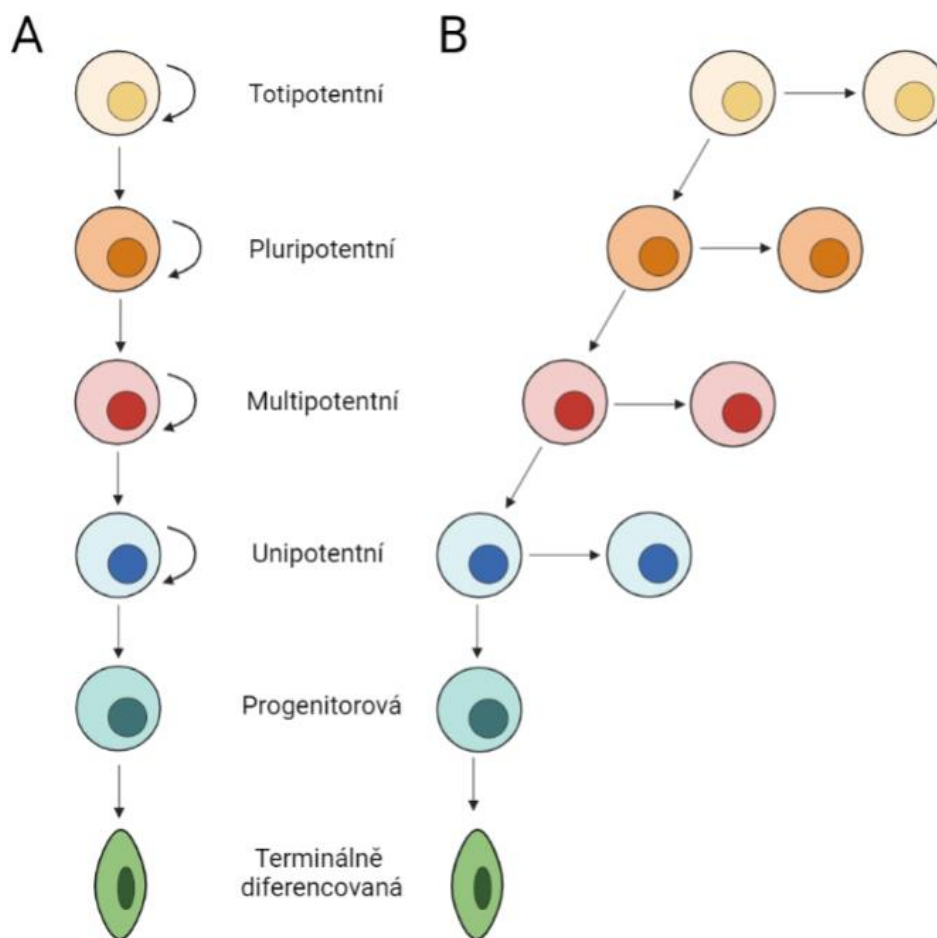 A
B
Totipotentní
Pluripotentní
Multipotentní
Unipotentní
Progenitorová
Terminálně
diferencovaná